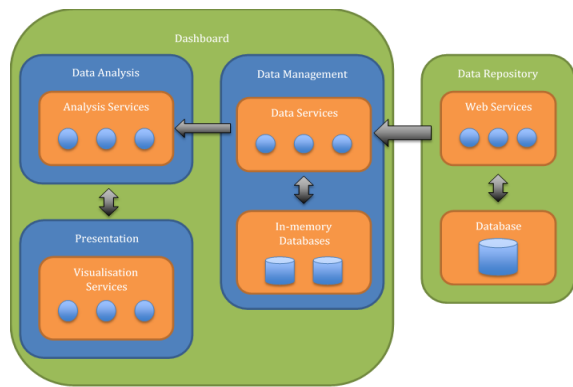 Dashboard
Data Analysis
Analysis Services
Data Management
Data Services
Data Repository
Web Services
Presentation
Visualisation
Services
In-memory
Databases
Database